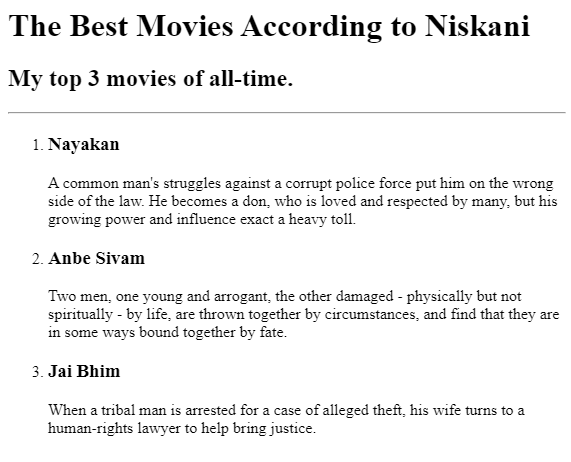 The Best Movies According to Niskani
My top 3 movies of all-time.
1. Nayakan
A common man's struggles against a corrupt police force put him on the wrong
side of the law. He becomes a don, who is loved and respected by many, but his
growing power and influence exact a heavy toll.
2. Anbe Sivam
Two men, one young and arrogant, the other damaged - physically but not
spiritually - by life, are thrown together by circumstances, and find that they are
in some ways bound together by fate.
3. Jai Bhim
When a tribal man is arrested for a case of alleged theft, his wife turns to a
human-rights lawyer to help bring justice.